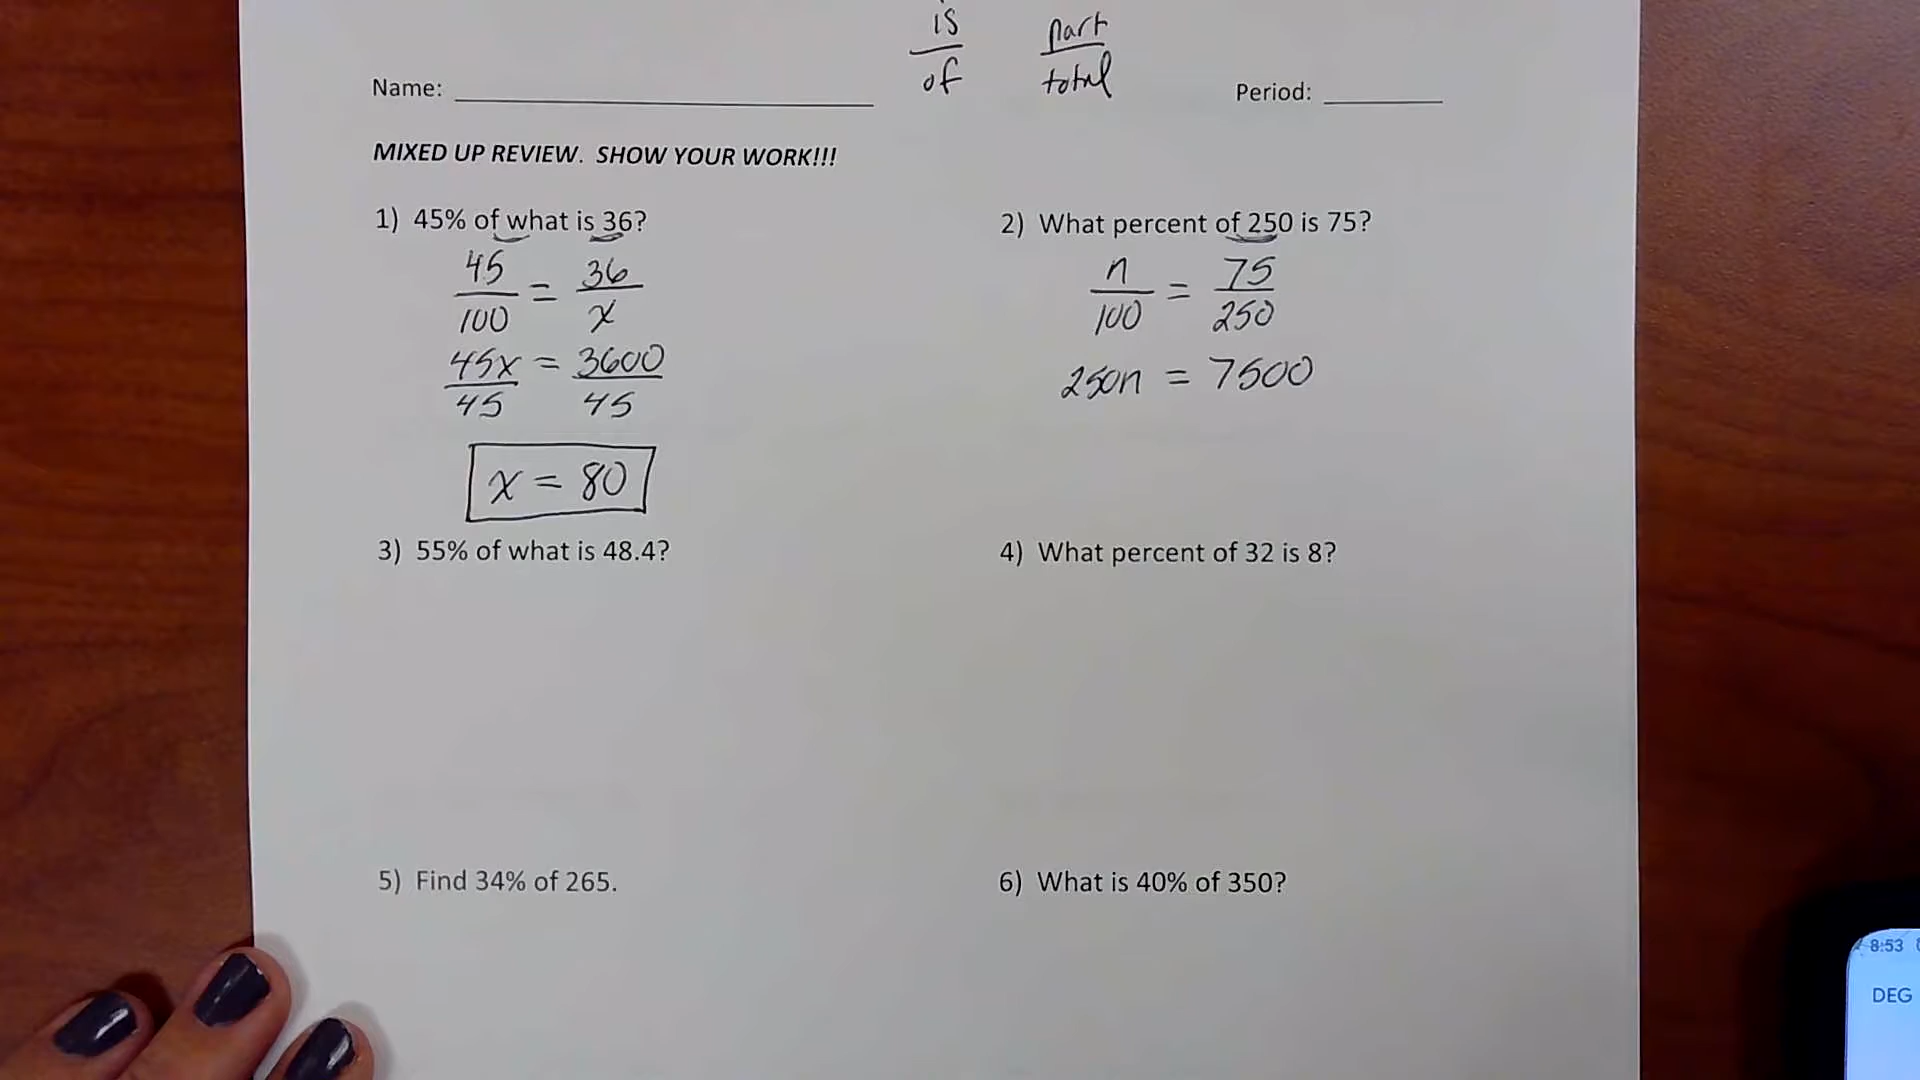 is
of
part
total
Name: ____________________
Period: ________
MIXED UP REVIEW. SHOW YOUR WORK!!!
1) 45% of what is 36?
45/100 = 36/x
45x/45 = 3600/45
x = 80
2) What percent of 250 is 75?
n/100 = 75/250
250n = 7500
3) 55% of what is 48.4?
4) What percent of 32 is 8?
5) Find 34% of 265.
6) What is 40% of 350?
8:53
DEG